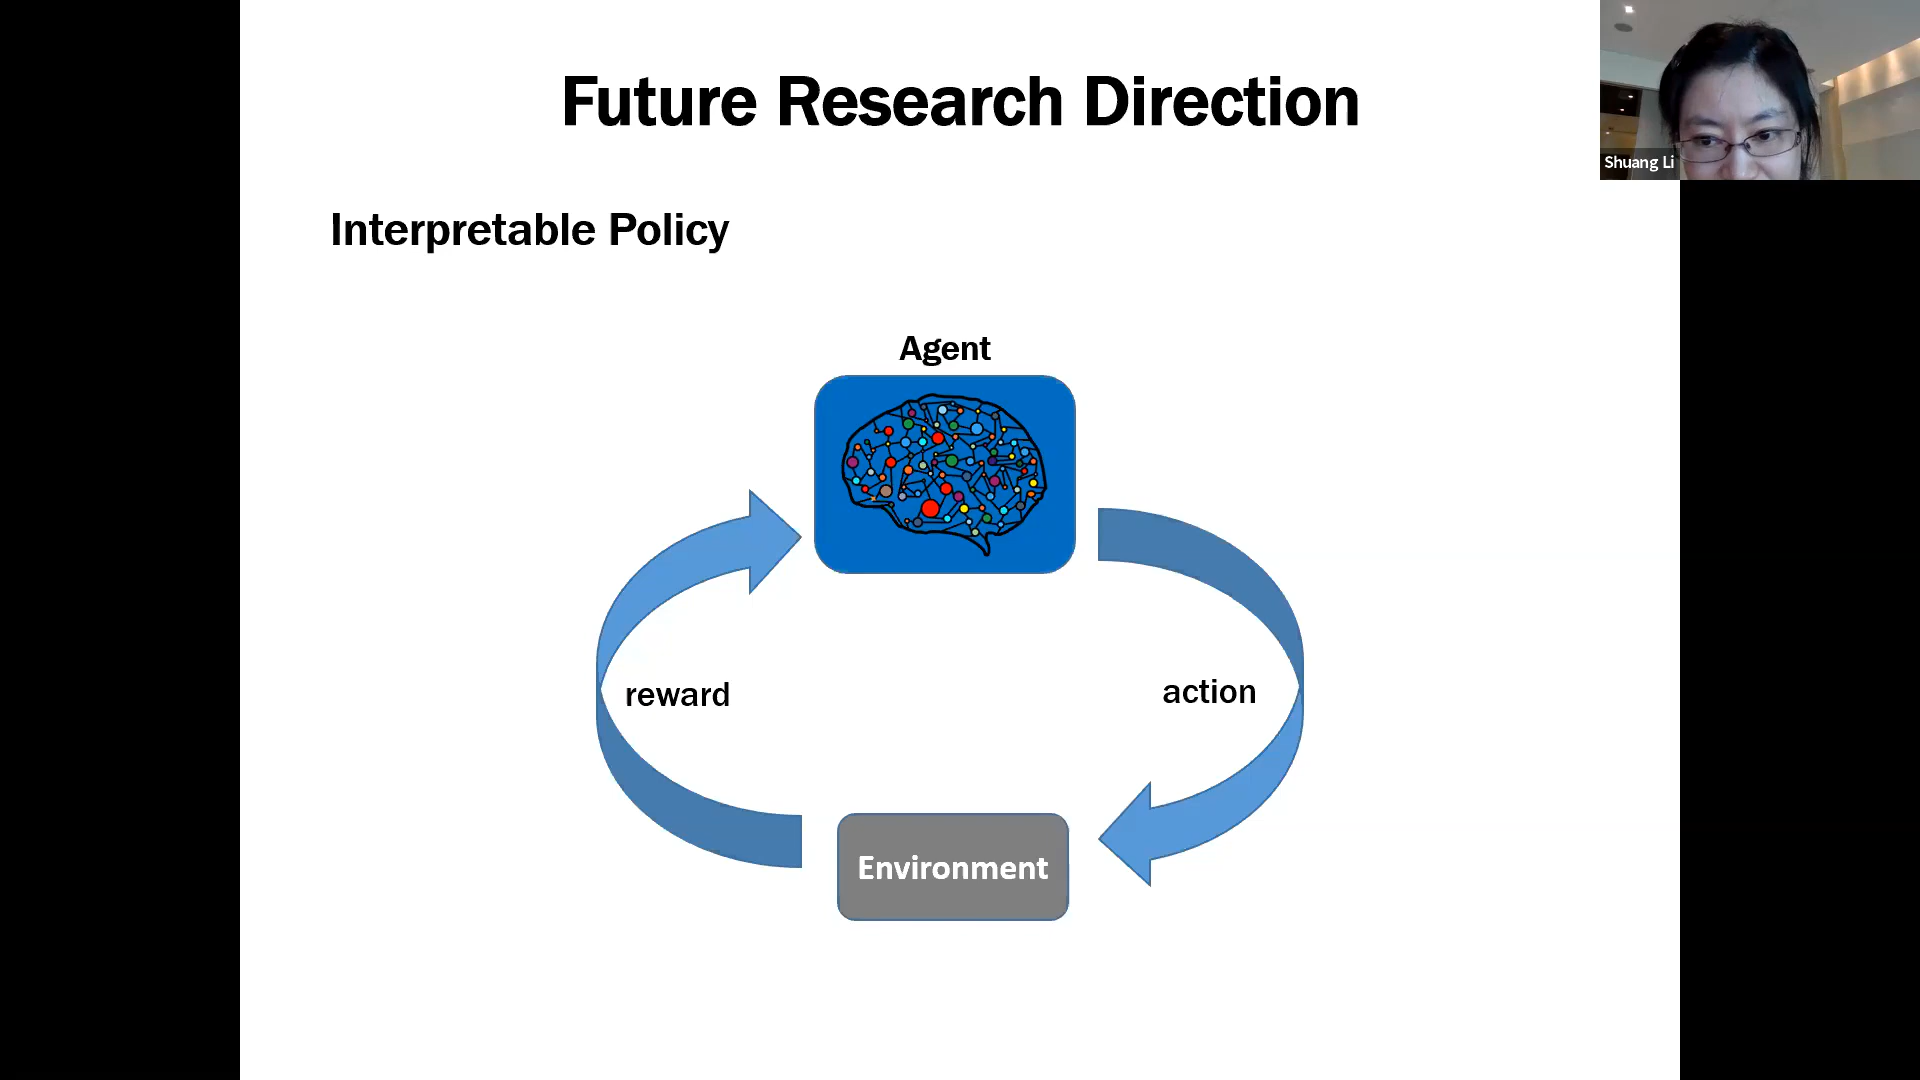 Future Research Direction
Shuang Li
Interpretable Policy
Agent
reward
action
Environment